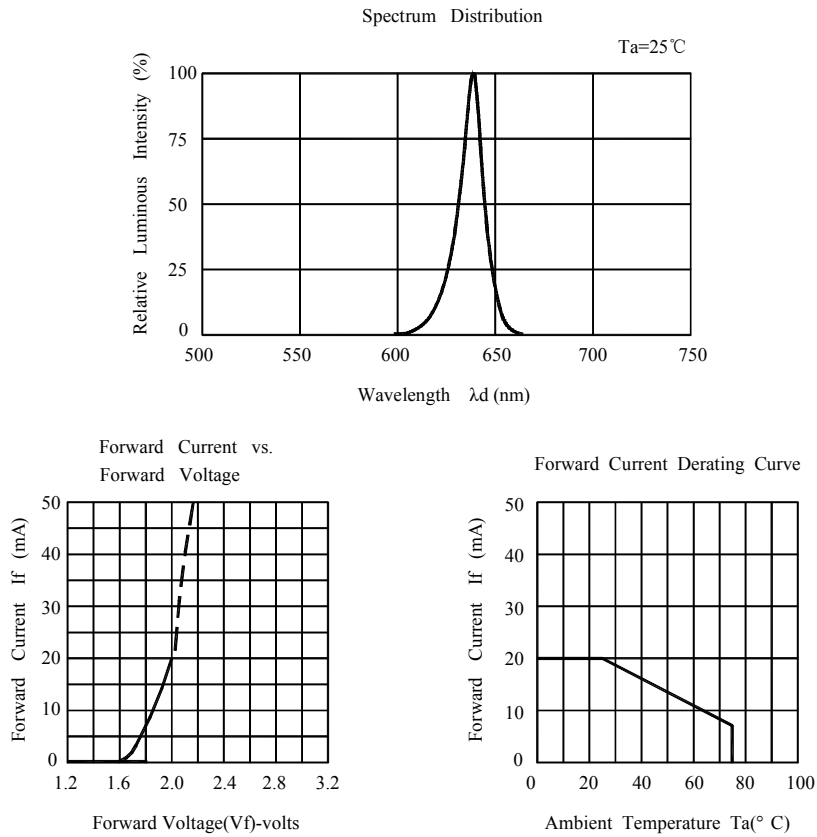 Spectrum Distribution
Ta=25℃
Relative Luminous Intensity (%)
100
75
50
25
0
500 550 600 650 700 750
Wavelength λd (nm)
Forward Current vs.
Forward Voltage
Forward Current If (mA)
50
40
30
20
10
0
1.2 1.6 2.0 2.4 2.8 3.2
Forward Voltage(Vf)-volts
Forward Current Derating Curve
Forward Current If (mA)
50
40
30
20
10
0
0 20 40 60 80 100
Ambient Temperature Ta(° C)